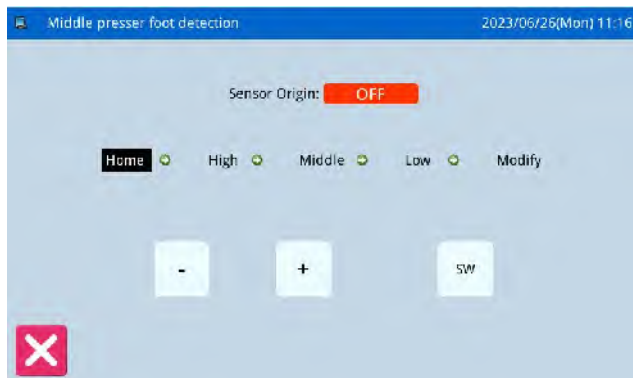 Middle presser foot detection 2023/06/26(Mon) 11:16
Sensor Origin: OFF
Home High Middle Low Modify
- + SW